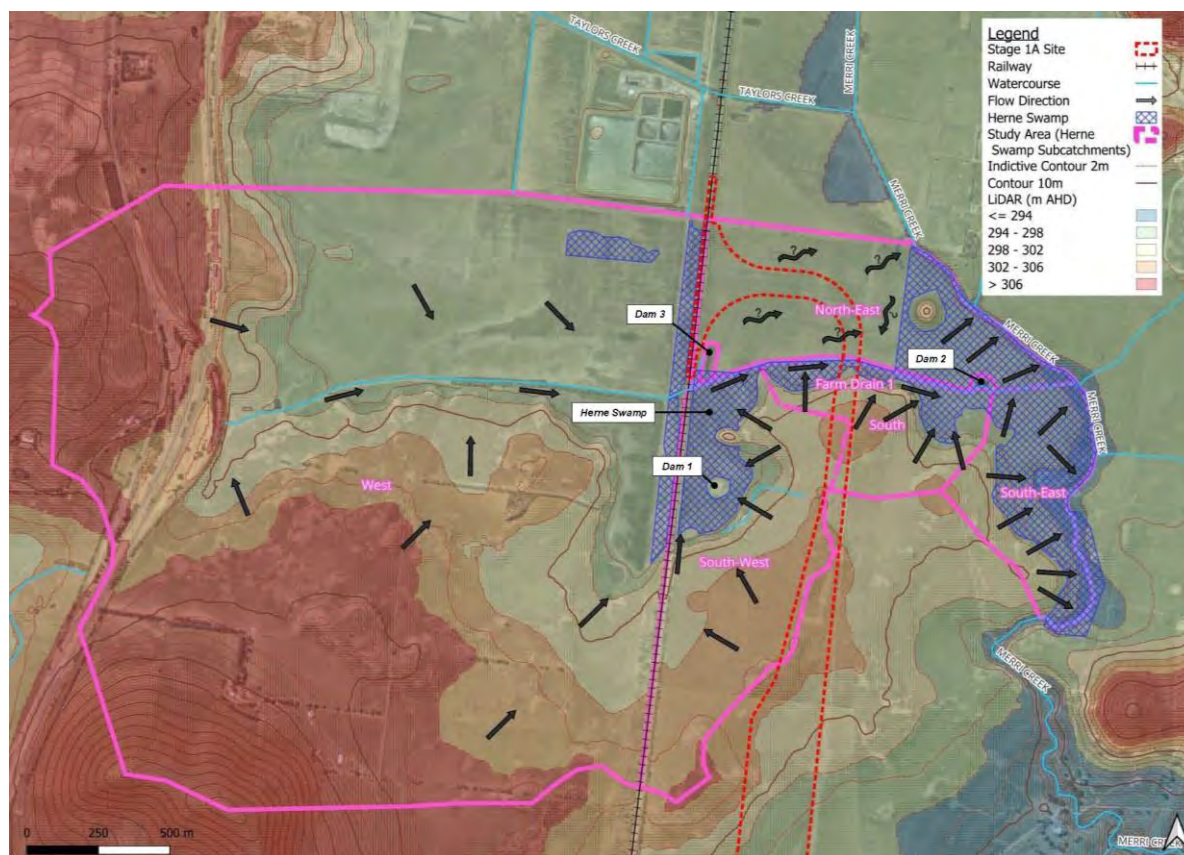 TAYLORS CREEK
TAYLORS CREEK
MERRI CREEK
MERRI CREEK
Legend
Stage 1A Site
Railway
Watercourse
Flow Direction
Herne Swamp
Study Area (Herne
Swamp Subcatchments)
Indictive Contour 2m
Contour 10m
LiDAR (m AHD)
<= 294
294 - 298
298 - 302
302 - 306
> 306
?
?
?
?
?
North-East
Dam 3
MERRI CREEK
Dam 2
Farm Drain 1
MERRI CREEK
Herne Swamp
South
Dam 1
West
South-East
South-West
MERRI CREEK
0 250 500 m
MERRI CREEK